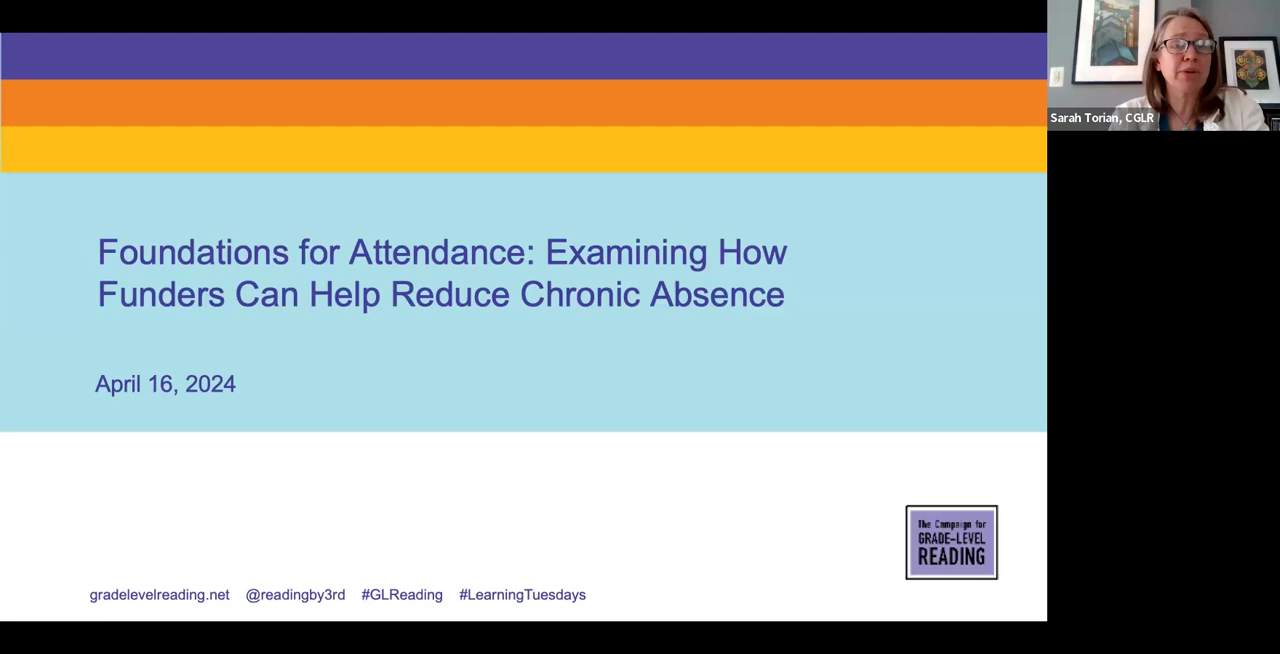 Sarah Torian, CGLR
Foundations for Attendance: Examining How
Funders Can Help Reduce Chronic Absence
April 16, 2024
The Campaign for
GRADE-LEVEL
READING
gradelevelreading.net @readingby3rd #GLReading #LearningTuesdays